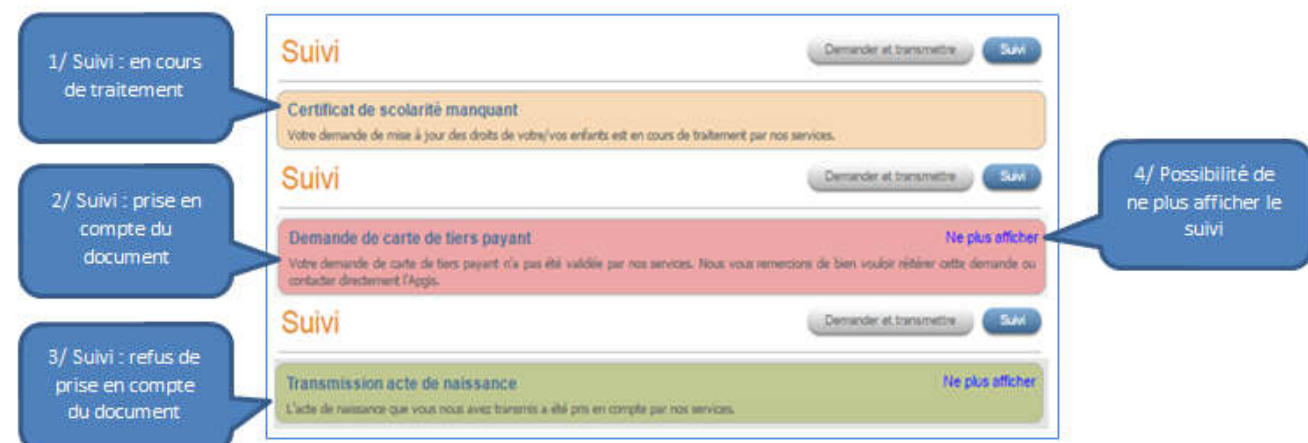 1/ Suivi : en cours
de traitement
Suivi
Demander et transmettre
Suivi
Certificat de scolarité manquant
Votre demande de mise à jour des droits de votre/vos enfants est en cours de traitement par nos services.
2/ Suivi : prise en
compte du
document
Suivi
Demander et transmettre
Suivi
Demande de carte de tiers payant
Ne plus afficher
Votre demande de carte de tiers payant n'a pas été validée par nos services. Nous vous remercions de bien vouloir réitérer cette demande ou
contacter directement l'Apgis.
4/ Possibilité de
ne plus afficher le
suivi
3/ Suivi : refus de
prise en compte
du document
Suivi
Demander et transmettre
Suivi
Transmission acte de naissance
Ne plus afficher
L'acte de naissance que vous nous avez transmis a été pris en compte par nos services.